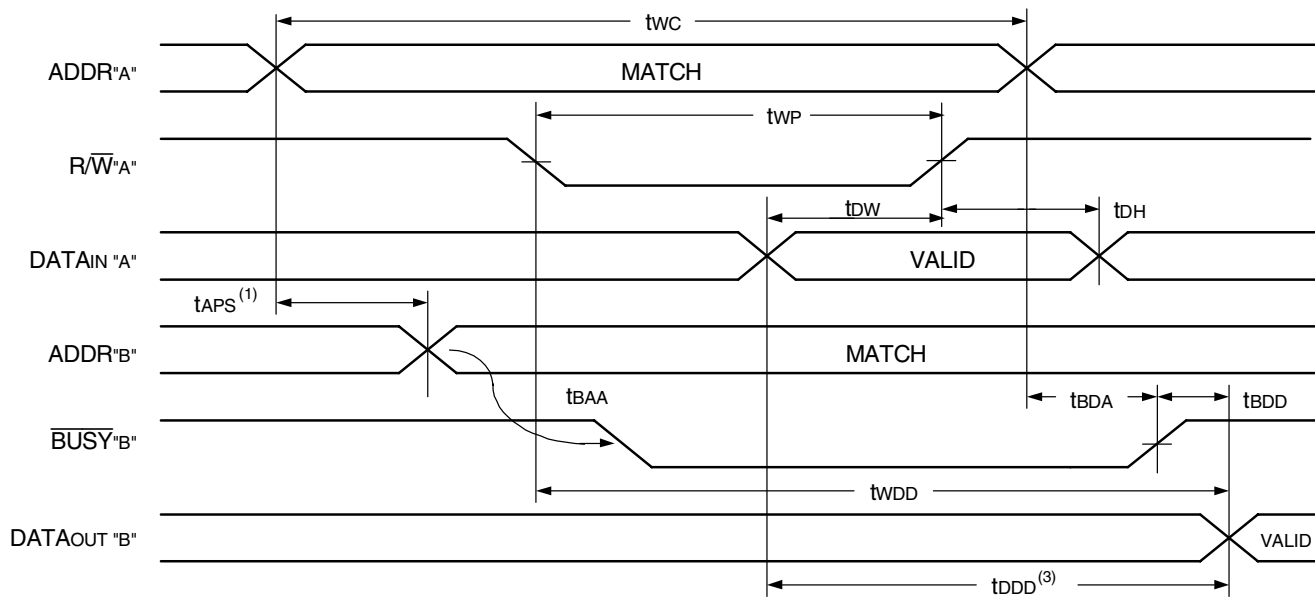 tWC
ADDR"A"
MATCH
tWP
R/W̅"A"
tDW
tDH
DATAIN "A"
VALID
tAPS(1)
ADDR"B"
MATCH
tBAA
tBDA
tBDD
B̅U̅S̅Y̅"B"
tWDD
DATAOUT "B"
VALID
tDDD(3)